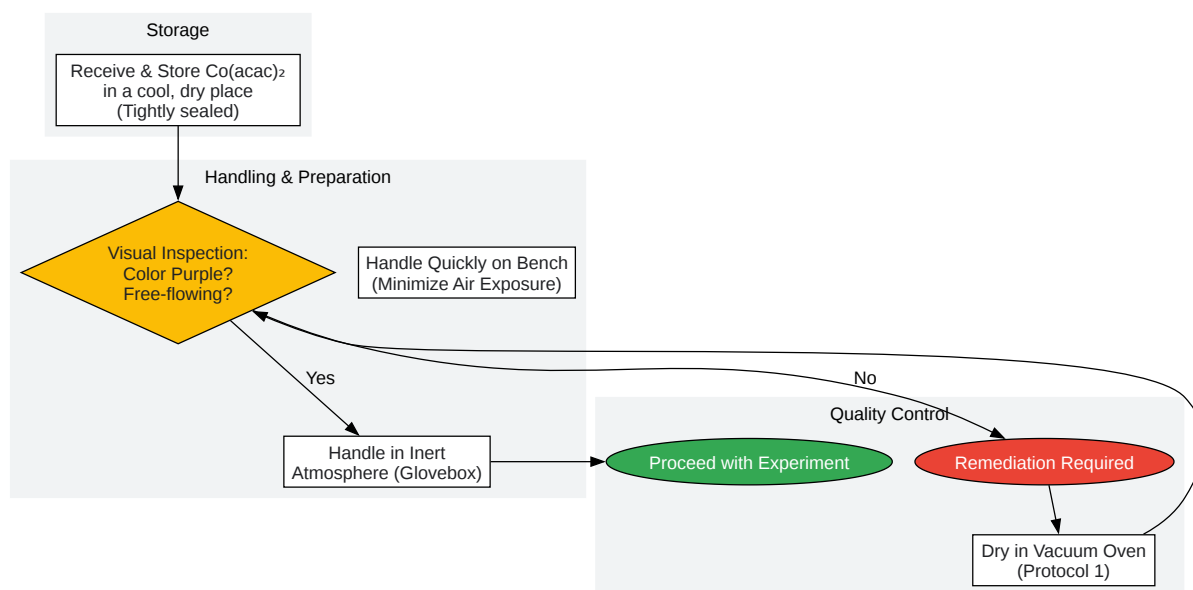 Storage
Receive & Store Co(acac)₂
in a cool, dry place
(Tightly sealed)
Handling & Preparation
Visual Inspection:
Color Purple?
Free-flowing?
Handle Quickly on Bench
(Minimize Air Exposure)
Yes
No
Quality Control
Handle in Inert
Atmosphere (Glovebox)
Proceed with Experiment
Remediation Required
Dry in Vacuum Oven
(Protocol 1)